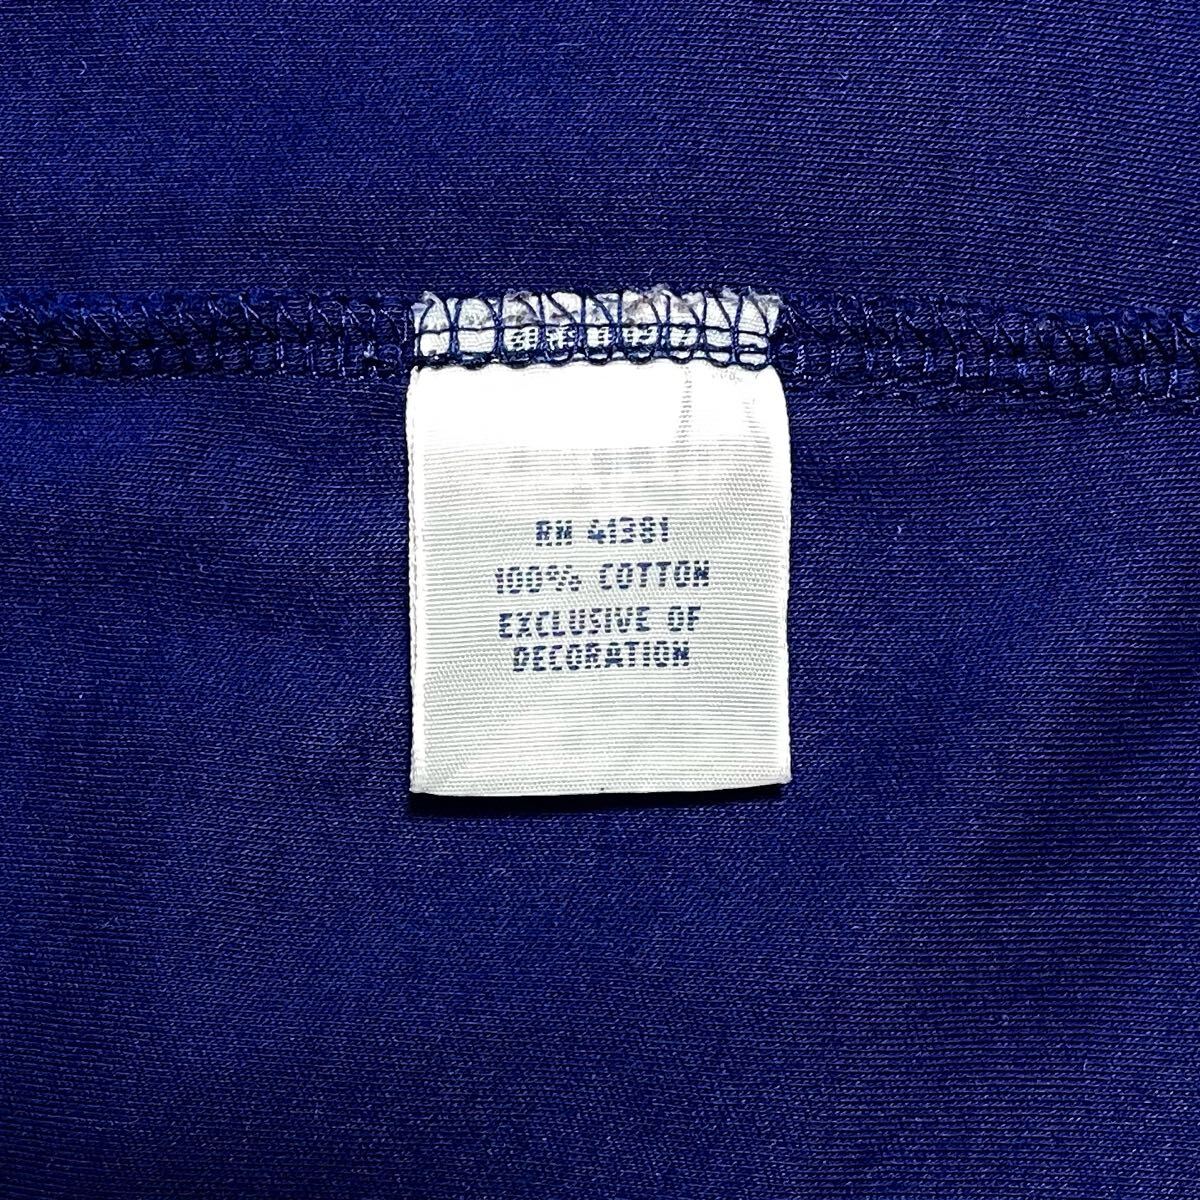 RN 41381
100% COTTON
EXCLUSIVE OF
DECORATION